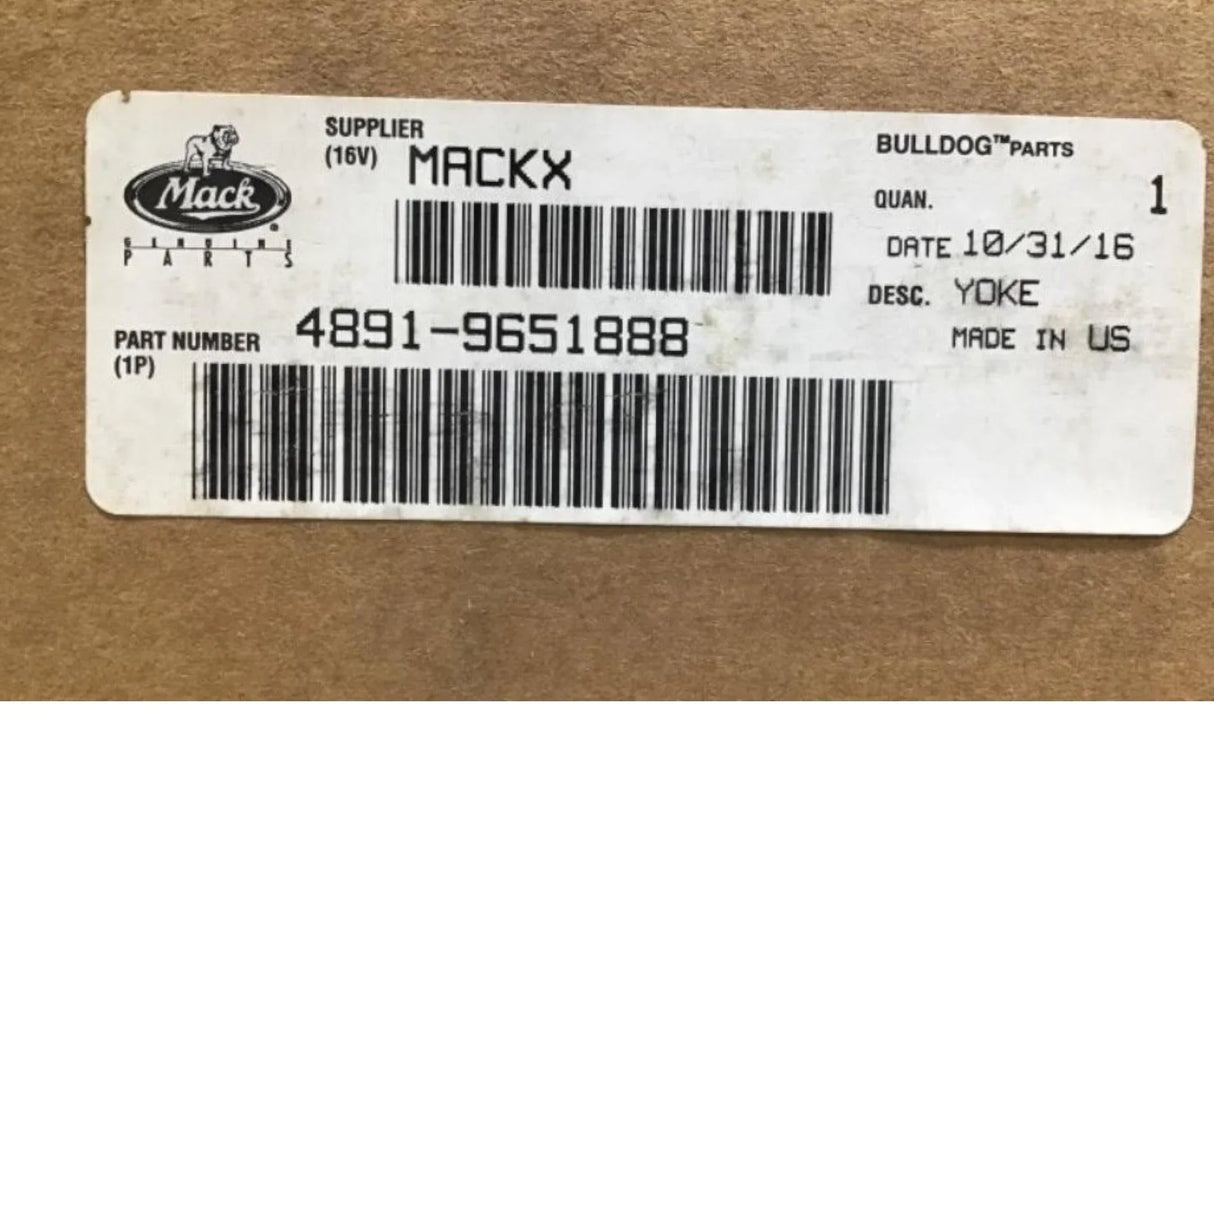 Mack
GENUINE
PARTS
SUPPLIER
(16V) MACKX
BULLDOG™PARTS
QUAN. 1
DATE 10/31/16
DESC. YOKE
MADE IN US
PART NUMBER 4891-9651888
(1P)